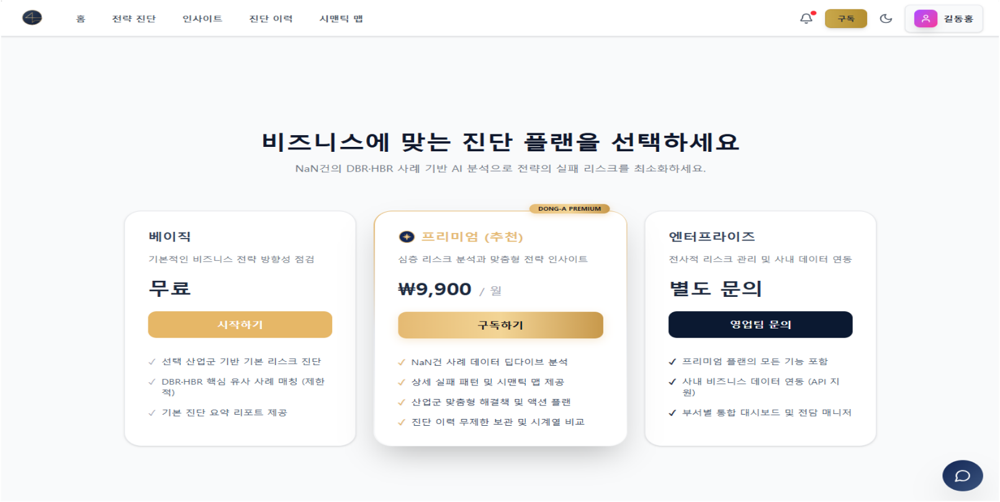 홈 전략 진단 인사이트 진단 이력 시맨틱 맵 구독 길동홍
비즈니스에 맞는 진단 플랜을 선택하세요
NaN건의 DBR·HBR 사례 기반 AI 분석으로 전략의 실패 리스크를 최소화하세요.
베이직
기본적인 비즈니스 전략 방향성 점검
무료
시작하기
선택 산업군 기반 기본 리스크 진단
DBR·HBR 핵심 유사 사례 매칭 (제한
적)
기본 진단 요약 리포트 제공
DONG-A PREMIUM
프리미엄 (추천)
심층 리스크 분석과 맞춤형 전략 인사이트
₩9,900 / 월
구독하기
NaN건 사례 데이터 딥다이브 분석
상세 실패 패턴 및 시맨틱 맵 제공
산업군 맞춤형 해결책 및 액션 플랜
진단 이력 무제한 보관 및 시계열 비교
엔터프라이즈
전사적 리스크 관리 및 사내 데이터 연동
별도 문의
영업팀 문의
프리미엄 플랜의 모든 기능 포함
사내 비즈니스 데이터 연동 (API 지
원)
부서별 통합 대시보드 및 전담 매니저